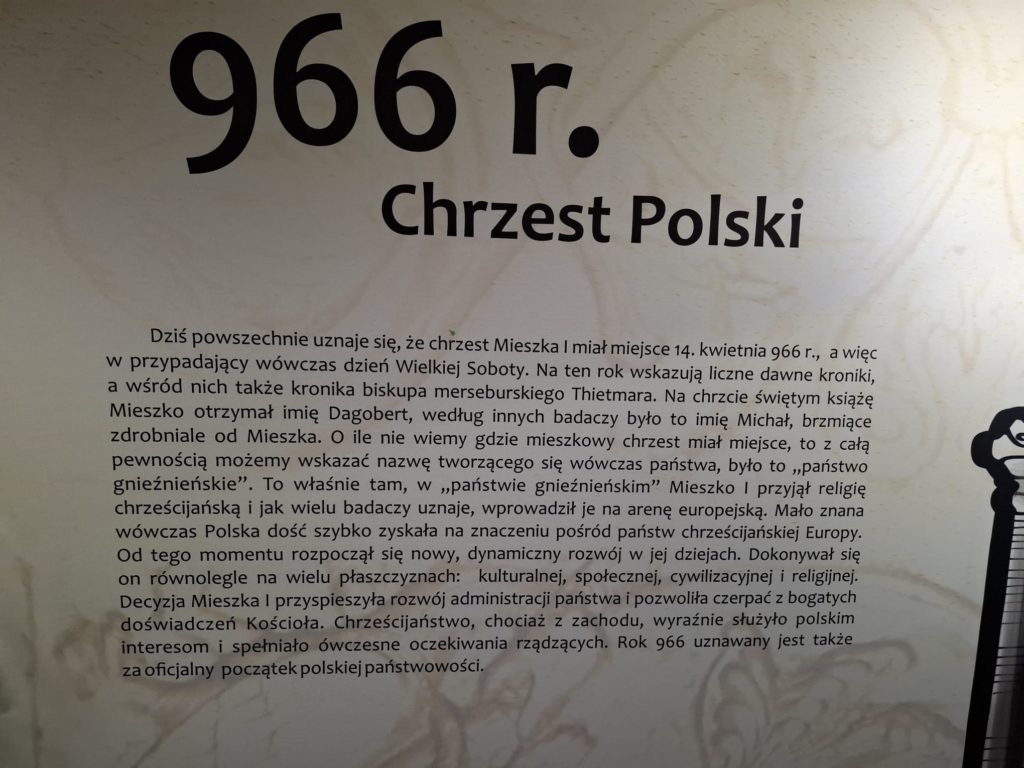 966 r.
Chrzest Polski
Dziś powszechnie uznaje się, że chrzest Mieszka I miał miejsce 14. kwietnia 966 r., a więc
w przypadający wówczas dzień Wielkiej Soboty. Na ten rok wskazują liczne dawne kroniki,
a wśród nich także kronika biskupa merseburskiego Thietmara. Na chrzcie świętym książę
Mieszko otrzymał imię Dagobert, według innych badaczy było to imię Michał, brzmiące
zdrobniale od Mieszka. O ile nie wiemy gdzie mieszkowy chrzest miał miejsce, to z całą
pewnością możemy wskazać nazwę tworzącego się wówczas państwa, było to „państwo
gnieźnieńskie”. To właśnie tam, w „państwie gnieźnieńskim” Mieszko I przyjął religię
chrześcijańską i jak wielu badaczy uznaje, wprowadził je na arenę europejską. Mało znana
wówczas Polska dość szybko zyskała na znaczeniu pośród państw chrześcijańskiej Europy.
Od tego momentu rozpoczął się nowy, dynamiczny rozwój w jej dziejach. Dokonywał się
on równolegle na wielu płaszczyznach: kulturalnej, społecznej, cywilizacyjnej i religijnej.
Decyzja Mieszka I przyspieszyła rozwój administracji państwa i pozwoliła czerpać z bogatych
doświadczeń Kościoła. Chrześcijaństwo, chociaż z zachodu, wyraźnie służyło polskim
interesom i spełniało ówczesne oczekiwania rządzących. Rok 966 uznawany jest także
za oficjalny początek polskiej państwowości.